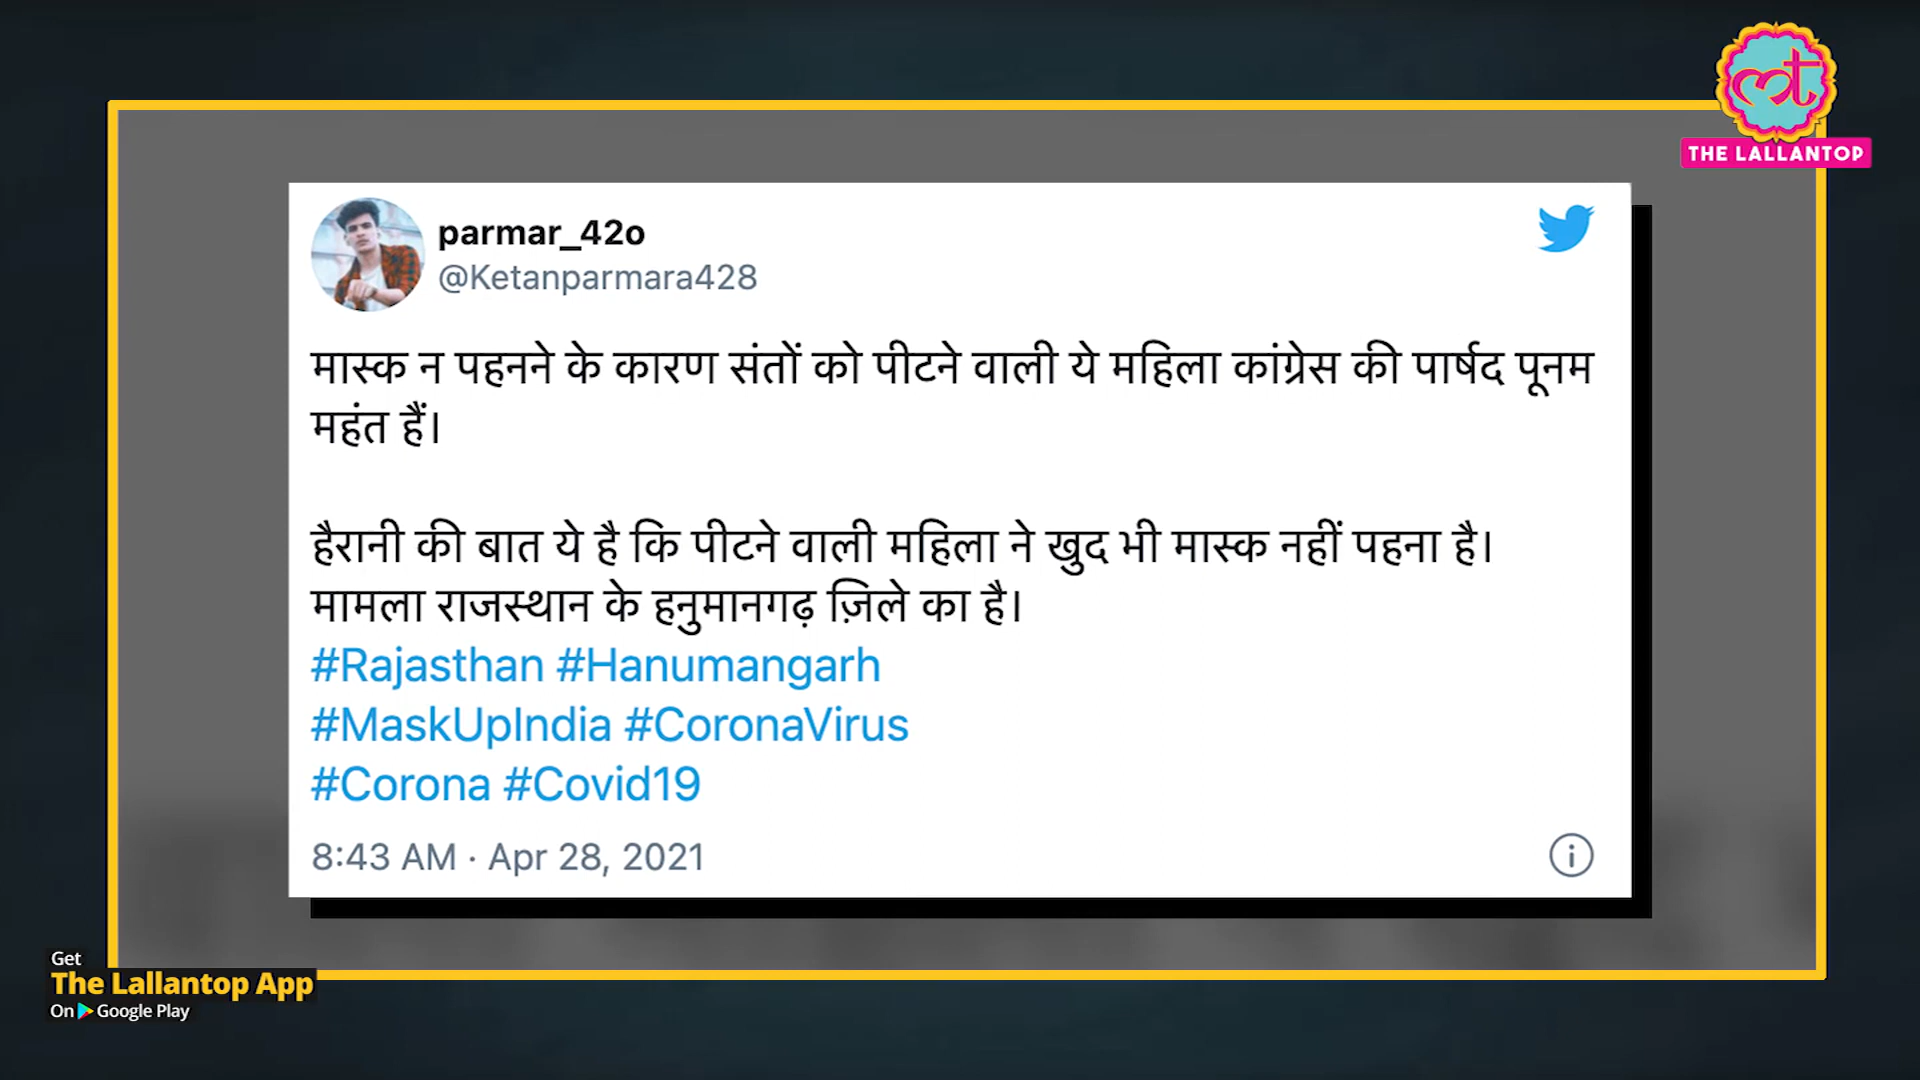 THE LALLANTOP
parmar_42o
@Ketanparmara428
मास्क न पहनने के कारण संतों को पीटने वाली ये महिला कांग्रेस की पार्षद पूनम
महंत हैं।
हैरानी की बात ये है कि पीटने वाली महिला ने खुद भी मास्क नहीं पहना है।
मामला राजस्थान के हनुमानगढ़ ज़िले का है।
#Rajasthan #Hanumangarh
#MaskUpIndia #CoronaVirus
#Corona #Covid19
8:43 AM · Apr 28, 2021
Get
The Lallantop App
On Google Play